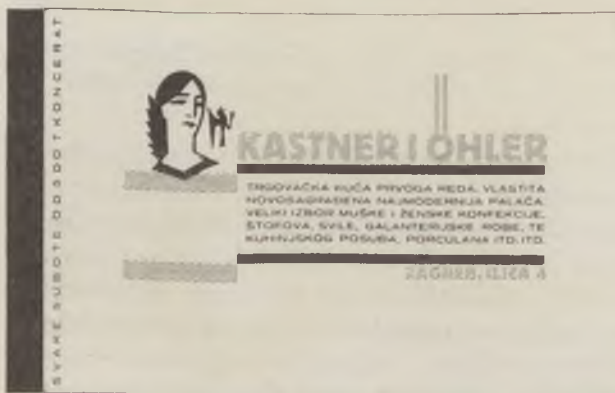 SVAKE SUBOTE OD 5 DO 7 KONCERAT
KASTNER I ÖHLER
TRGOVAČKA KUĆA PRVOGA REDA. VLASTITA
NOVOSAGRAĐENA NAJMODERNIJA PALAČA.
VELIKI IZBOR MUŠKE I ŽENSKE KONFEKCIJE,
ŠTOFOVA, SVILE, GALANTERIJSKE ROBE, TE
KUHINJSKOG POSUĐA, PORCULANA ITD. ITD.
ZAGREB, ILICA 4